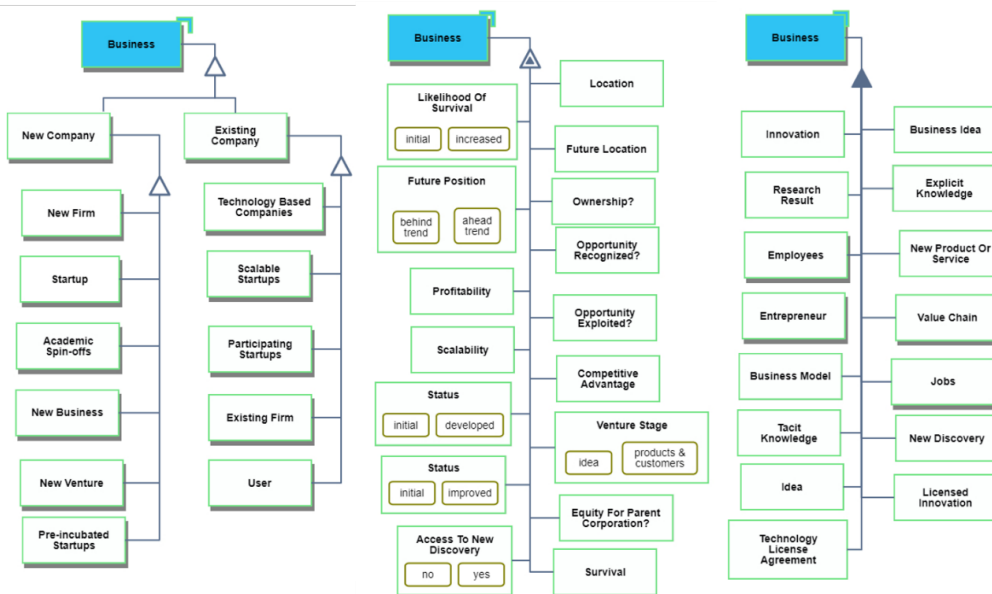 Business
New Company
Existing
Company
New Firm
Startup
Academic
Spin-offs
New Business
New Venture
Pre-incubated
Startups
Technology Based
Companies
Scalable
Startups
Participating
Startups
Existing Firm
User
Business
Likelihood Of
Survival
initial
increased
Future Position
behind
trend
ahead
trend
Profitability
Scalability
Status
initial
developed
Status
initial
improved
Access To New
Discovery
no
yes
Location
Future Location
Ownership?
Opportunity
Recognized?
Opportunity
Exploited?
Competitive
Advantage
Venture Stage
idea
products &
customers
Equity For Parent
Corporation?
Survival
Business
Innovation
Research
Result
Employees
Entrepreneur
Business Model
Tacit
Knowledge
Idea
Technology
License
Agreement
Business Idea
Explicit
Knowledge
New Product Or
Service
Value Chain
Jobs
New Discovery
Licensed
Innovation